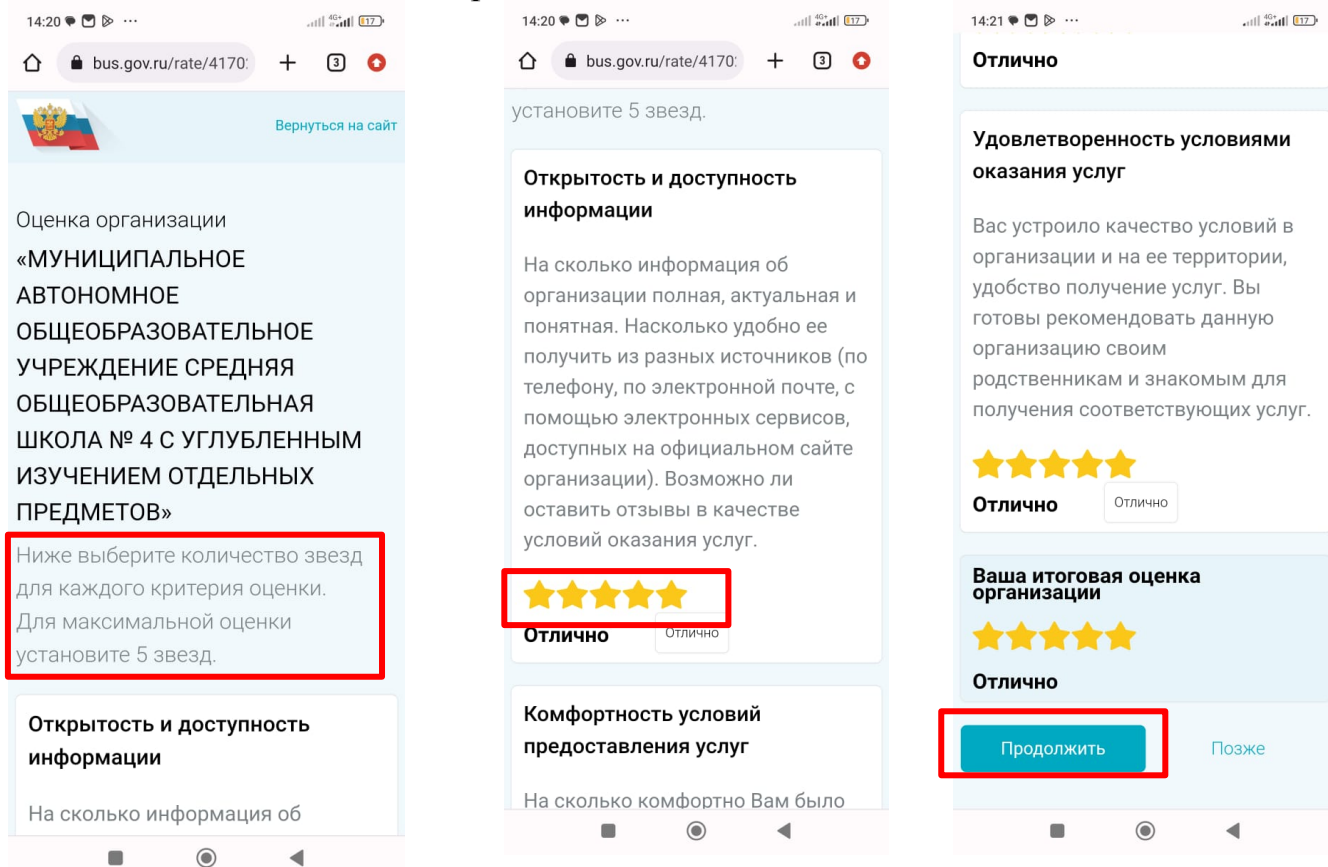 14:20 ...
4G+ 17
bus.gov.ru/rate/4170
3
Вернуться на сайт
Оценка организации
«МУНИЦИПАЛЬНОЕ
АВТОНОМНОЕ
ОБЩЕОБРАЗОВАТЕЛЬНОЕ
УЧРЕЖДЕНИЕ СРЕДНЯЯ
ОБЩЕОБРАЗОВАТЕЛЬНАЯ
ШКОЛА № 4 С УГЛУБЛЕННЫМ
ИЗУЧЕНИЕМ ОТДЕЛЬНЫХ
ПРЕДМЕТОВ»
Ниже выберите количество звезд
для каждого критерия оценки.
Для максимальной оценки
установите 5 звезд.
Открытость и доступность
информации
На сколько информация об
14:20 ...
4G+ 17
bus.gov.ru/rate/4170
3
установите 5 звезд.
Открытость и доступность
информации
На сколько информация об
организации полная, актуальная и
понятная. Насколько удобно ее
получить из разных источников (по
телефону, по электронной почте, с
помощью электронных сервисов,
доступных на официальном сайте
организации). Возможно ли
оставить отзывы в качестве
условий оказания услуг.
Отлично
Отлично
Комфортность условий
предоставления услуг
На сколько комфортно Вам было
14:21 ...
4G+ 17
Отлично
Удовлетворенность условиями
оказания услуг
Вас устроило качество условий в
организации и на ее территории,
удобство получение услуг. Вы
готовы рекомендовать данную
организацию своим
родственникам и знакомым для
получения соответствующих услуг.
Отлично
Отлично
Ваша итоговая оценка
организации
Отлично
Продолжить
Позже